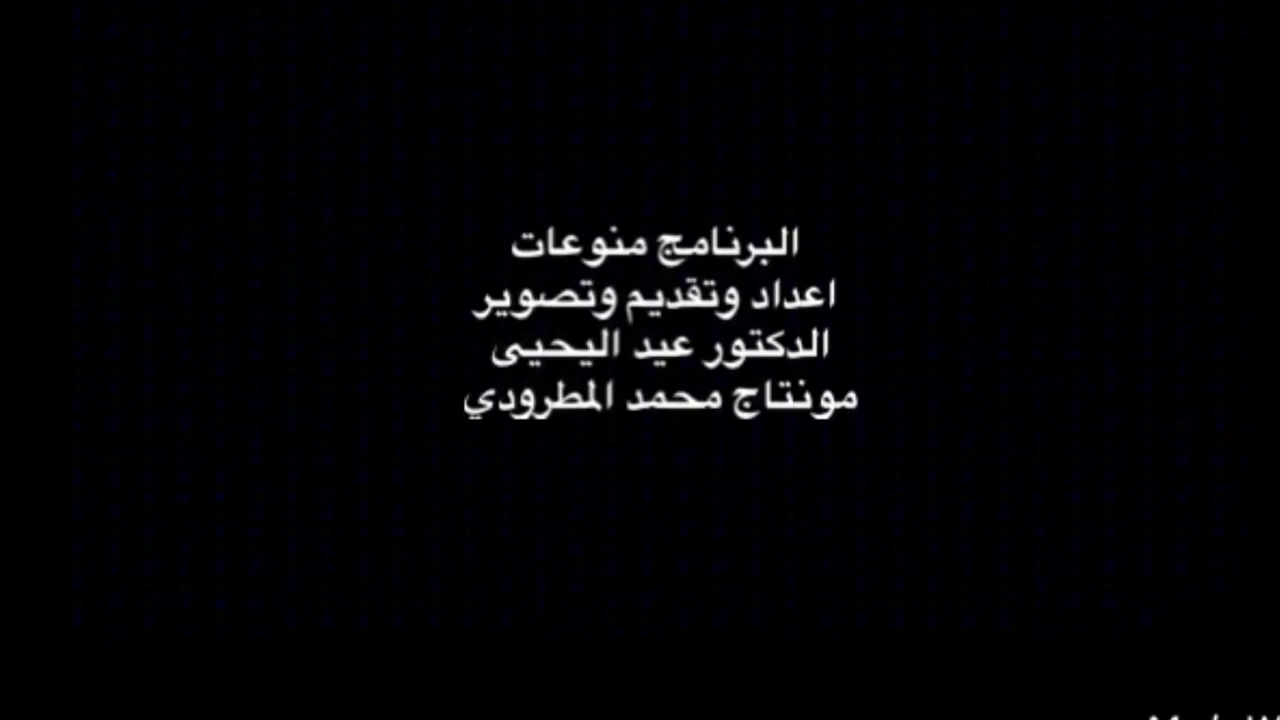 البرنامج منوعات
اعداد وتقديم وتصوير
الدكتور عيد اليحيى
مونتاج محمد المطرودي